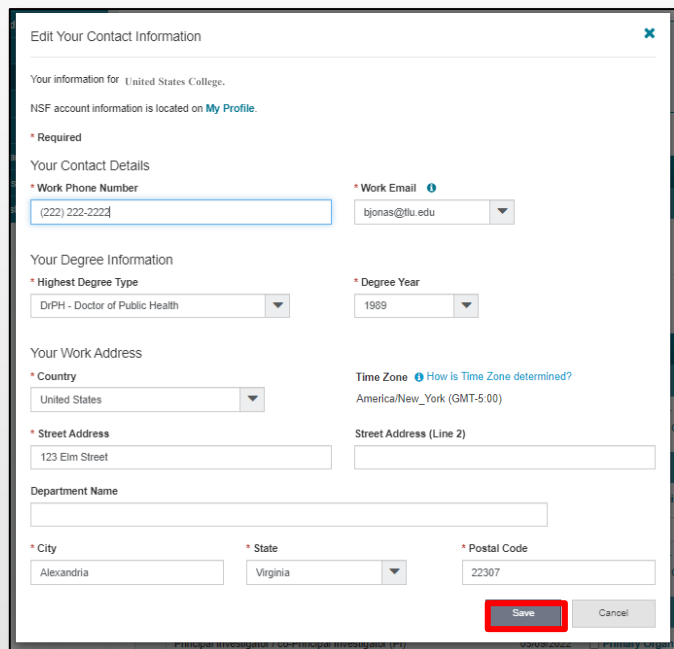 Edit Your Contact Information
Your information for United States College.
NSF account information is located on My Profile.
* Required
Your Contact Details
* Work Phone Number * Work Email
(222) 222-2222 bjonas@tlu.edu
Your Degree Information
* Highest Degree Type * Degree Year
DrPH - Doctor of Public Health 1989
Your Work Address
* Country Time Zone How is Time Zone determined?
United States America/New_York (GMT-5:00)
* Street Address Street Address (Line 2)
123 Elm Street
Department Name
* City * State * Postal Code
Alexandria Virginia 22307
Save Cancel
Principal Investigator / co-Principal Investigator (PI) 03/09/2022 Primary Organ